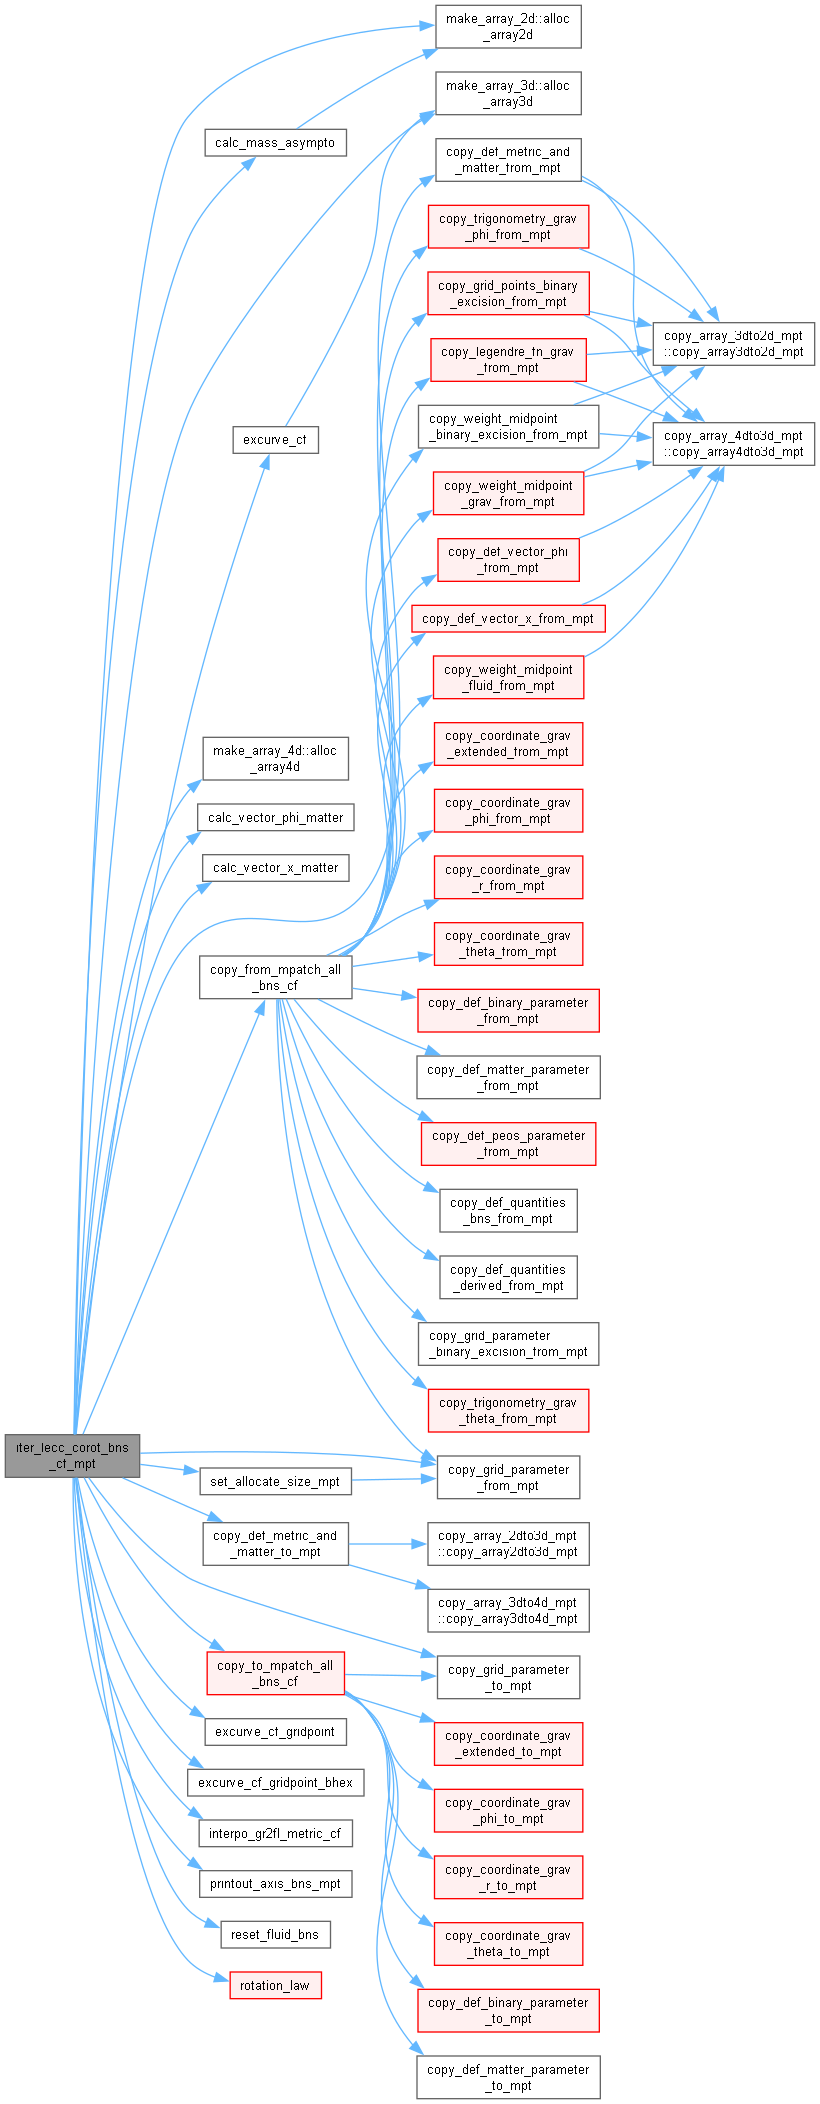 make_array_2d::alloc
_array2d
make_array_3d::alloc
_array3d
calc_mass_asympto
copy_def_metric_and
_matter_from_mpt
copy_trigonometry_grav
_phi_from_mpt
copy_grid_points_binary
_excision_from_mpt
copy_array_3dto2d_mpt
::copy_array3dto2d_mpt
copy_legendre_fn_grav
_from_mpt
copy_weight_midpoint
_binary_excision_from_mpt
excurve_cf
copy_array_4dto3d_mpt
::copy_array4dto3d_mpt
copy_weight_midpoint
_grav_from_mpt
copy_def_vector_phi
_from_mpt
copy_def_vector_x_from_mpt
copy_weight_midpoint
_fluid_from_mpt
copy_coordinate_grav
_extended_from_mpt
make_array_4d::alloc
_array4d
copy_coordinate_grav
_phi_from_mpt
calc_vector_phi_matter
calc_vector_x_matter
copy_coordinate_grav
_r_from_mpt
copy_coordinate_grav
_theta_from_mpt
copy_from_mpatch_all
_bns_cf
copy_def_binary_parameter
_from_mpt
copy_def_matter_parameter
_from_mpt
copy_def_peos_parameter
_from_mpt
copy_def_quantities
_bns_from_mpt
copy_def_quantities
_derived_from_mpt
copy_grid_parameter
_binary_excision_from_mpt
copy_trigonometry_grav
_theta_from_mpt
iter_lecc_corot_bns
_cf_mpt
copy_grid_parameter
_from_mpt
set_allocate_size_mpt
copy_def_metric_and
_matter_to_mpt
copy_array_2dto3d_mpt
::copy_array2dto3d_mpt
copy_array_3dto4d_mpt
::copy_array3dto4d_mpt
copy_to_mpatch_all
_bns_cf
copy_grid_parameter
_to_mpt
excurve_cf_gridpoint
copy_coordinate_grav
_extended_to_mpt
excurve_cf_gridpoint_bhex
copy_coordinate_grav
_phi_to_mpt
interpo_gr2fl_metric_cf
copy_coordinate_grav
_r_to_mpt
printout_axis_bns_mpt
reset_fluid_bns
copy_coordinate_grav
_theta_to_mpt
rotation_law
copy_def_binary_parameter
_to_mpt
copy_def_matter_parameter
_to_mpt